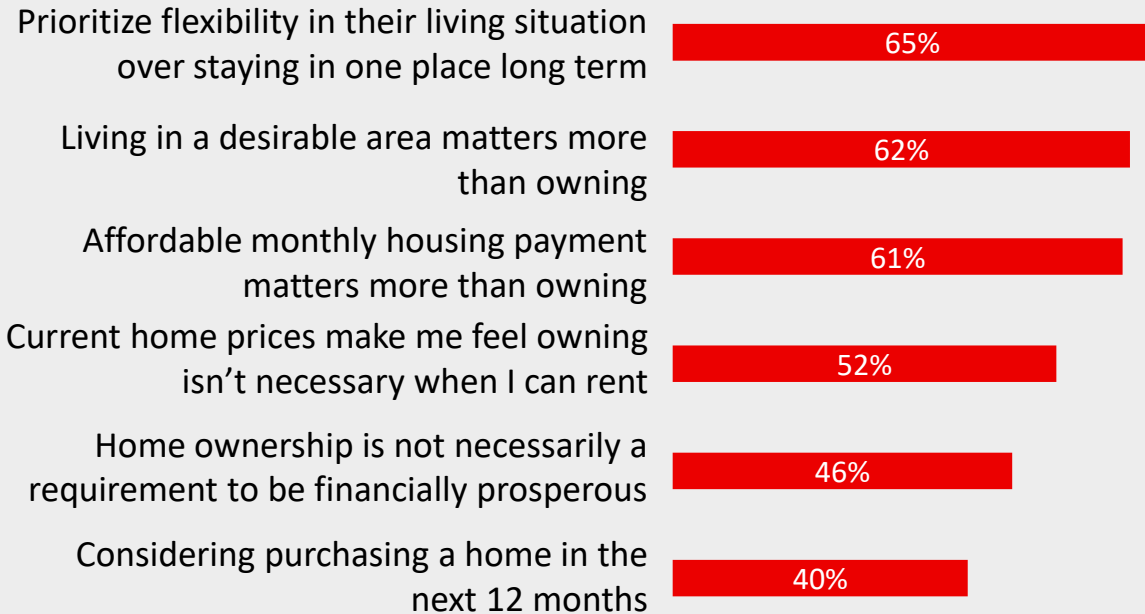 Prioritize flexibility in their living situation
over staying in one place long term
65%
Living in a desirable area matters more
than owning
62%
Affordable monthly housing payment
matters more than owning
61%
Current home prices make me feel owning
isn’t necessary when I can rent
52%
Home ownership is not necessarily a
requirement to be financially prosperous
46%
Considering purchasing a home in the
next 12 months
40%